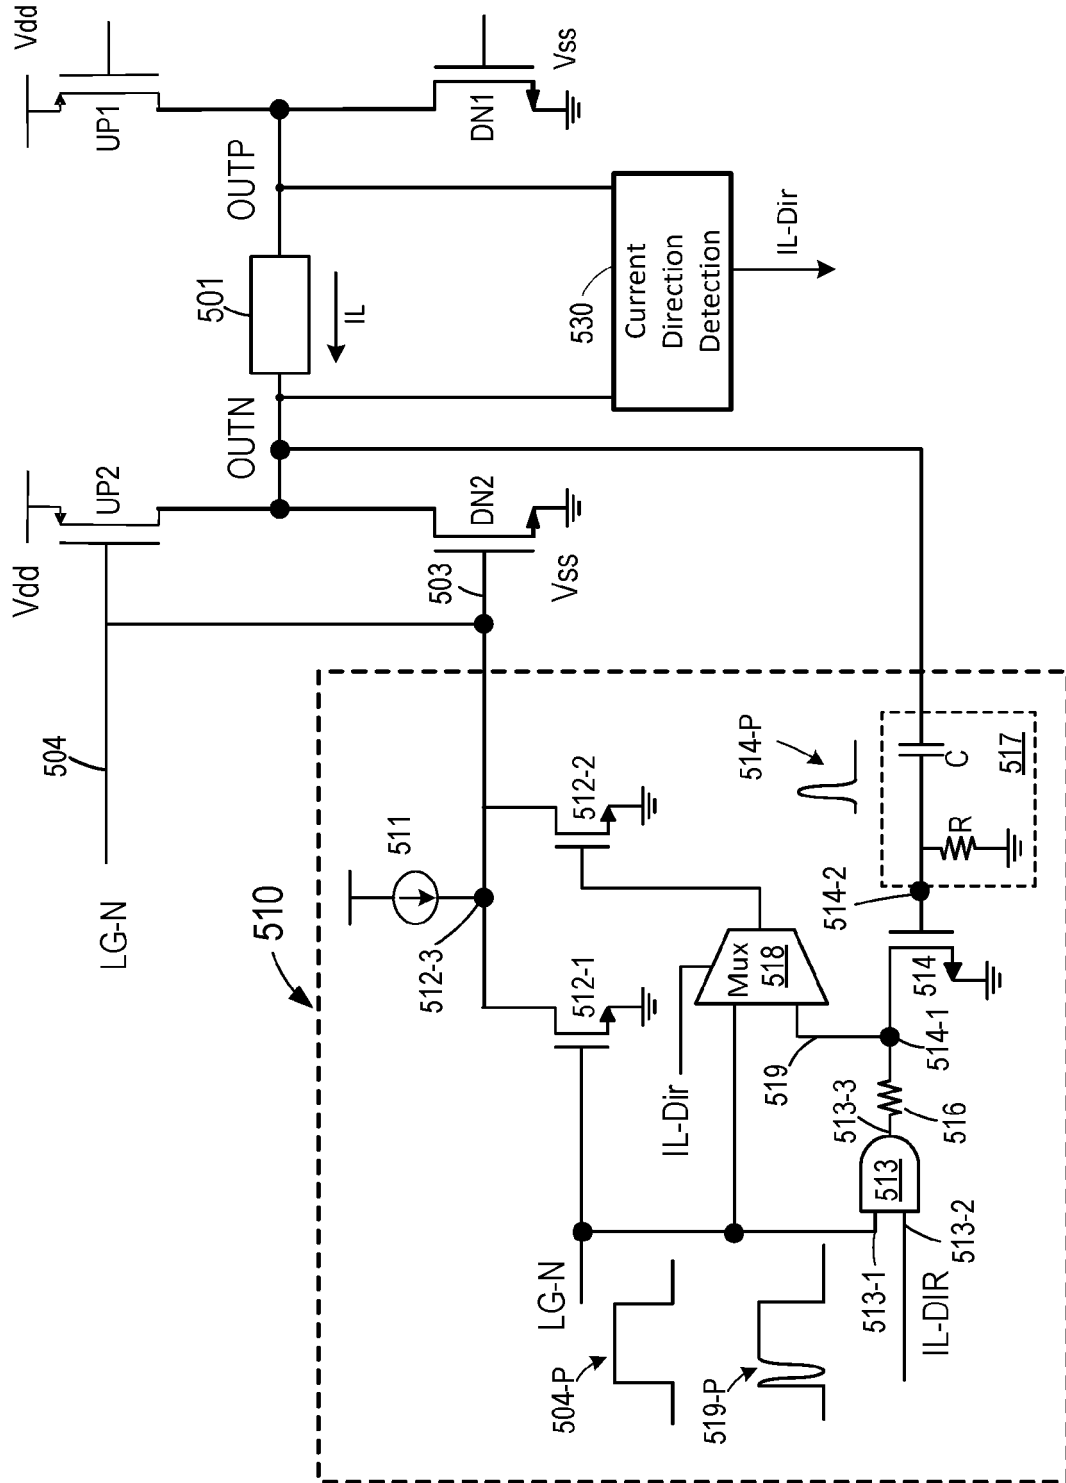 Vdd
UP1
DN1
Vss
OUTP
501
IL
OUTN
530
Current
Direction
Detection
IL-Dir
Vdd
UP2
DN2
503
Vss
504
LG-N
510
511
512-3
512-1
512-2
IL-Dir
Mux
518
519
514-P
517
C
R
514-2
514
514-1
516
513-3
513
513-1
513-2
IL-DIR
LG-N
504-P
519-P